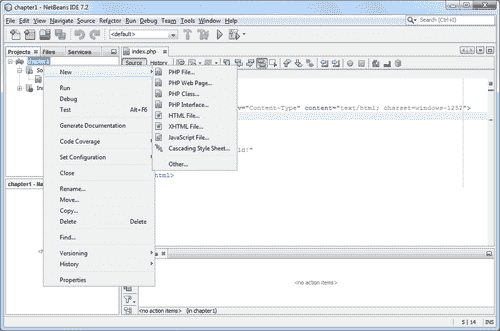 chapter1 - NetBeans IDE 7.2
File Edit View Navigate Source Refactor Run Debug Team Tools Window Help
Search (Ctrl+I)
<default>
Projects Files Services
index.php
chapter1
Source History
So
In
New
Run
Debug
Test Alt+F6
Generate Documentation
Code Coverage
Set Configuration
Close
Rename...
Move...
Copy...
Delete Delete
Find...
Versioning
History
Properties
PHP File...
PHP Web Page...
PHP Class...
PHP Interface...
HTML File...
XHTML File...
JavaScript File...
Cascading Style Sheet...
Other...
="Content-Type" content="text/html; charset=windows-1252">
ld!"
html>
chapter1 - Na
<no action items>
<no action items> (in chapter1)
5 | 14 INS